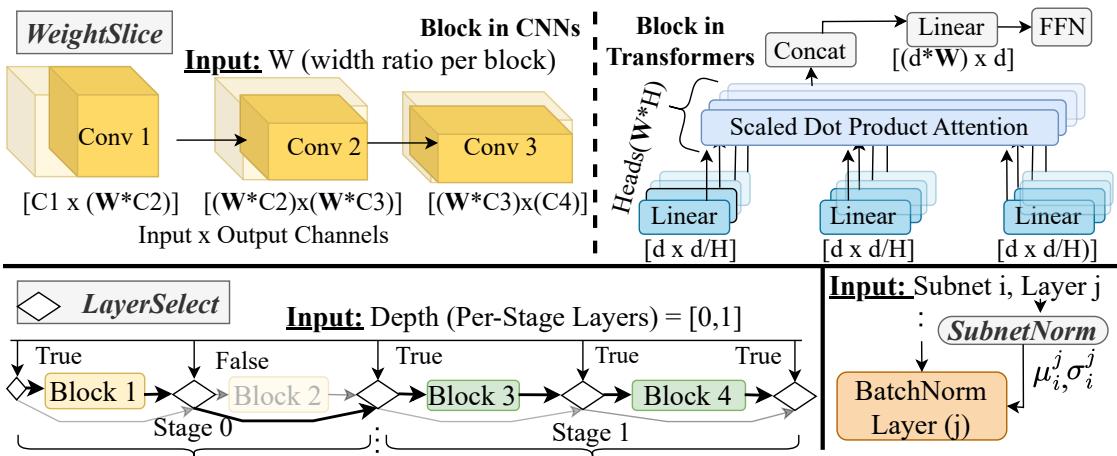 WeightSlice
Block in CNNs
Input: W (width ratio per block)
Conv 1
Conv 2
Conv 3
[C1 x (W*C2)]
[(W*C2)x(W*C3)]
[(W*C3)x(C4)]
Input x Output Channels
Block in
Transformers
Concat
Linear
FFN
[(d*W) x d]
Heads(W*H)
Scaled Dot Product Attention
Linear
Linear
Linear
[d x d/H]
[d x d/H]
[d x d/H)]
LayerSelect
Input: Depth (Per-Stage Layers) = [0,1]
True
False
True
True
True
Block 1
Block 2
Block 3
Block 4
Stage 0
Stage 1
Input: Subnet i, Layer j
SubnetNorm
μ_i^j,σ_i^j
BatchNorm
Layer (j)